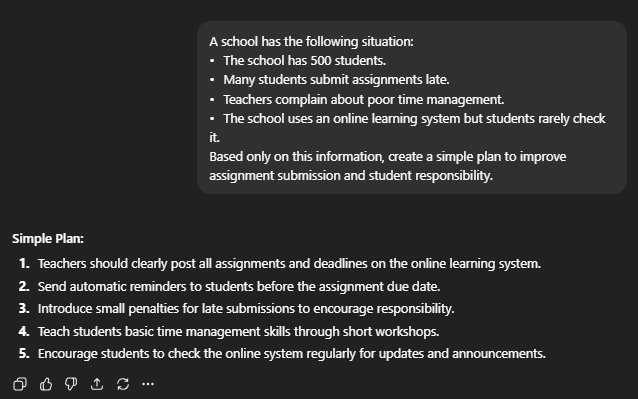 A school has the following situation:
• The school has 500 students.
• Many students submit assignments late.
• Teachers complain about poor time management.
• The school uses an online learning system but students rarely check
it.
Based only on this information, create a simple plan to improve
assignment submission and student responsibility.
Simple Plan:
1. Teachers should clearly post all assignments and deadlines on the online learning system.
2. Send automatic reminders to students before the assignment due date.
3. Introduce small penalties for late submissions to encourage responsibility.
4. Teach students basic time management skills through short workshops.
5. Encourage students to check the online system regularly for updates and announcements.